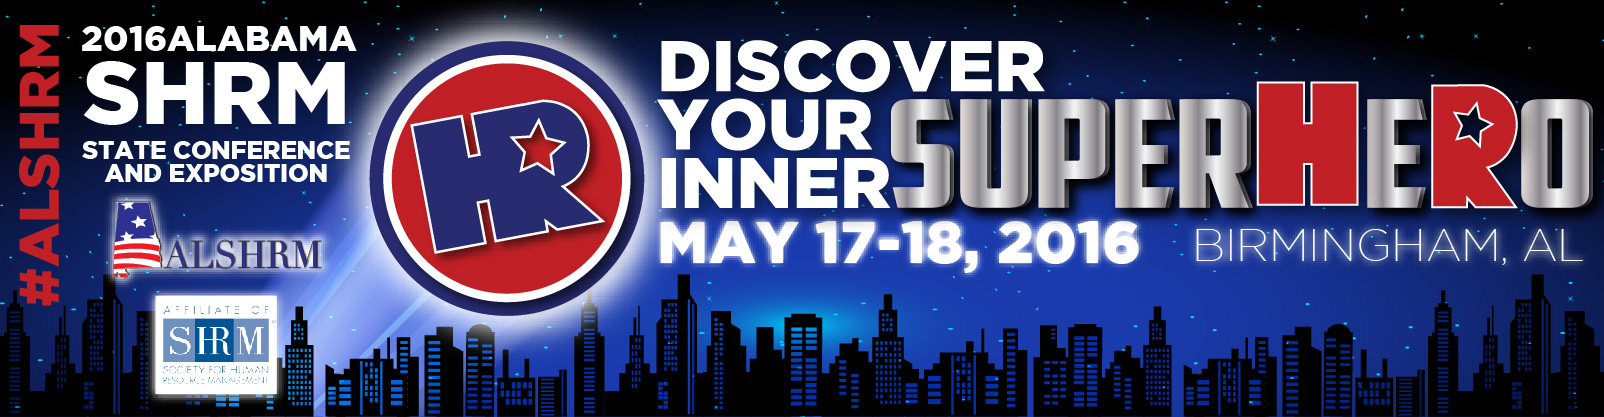 #ALSHRM
2016ALABAMA
SHRM
STATE CONFERENCE
AND EXPOSITION
ALSHRM
AFFILIATE OF
SHRM
SOCIETY FOR HUMAN
RESOURCE MANAGEMENT
HR
DISCOVER
YOUR
INNER SUPERHERO
MAY 17-18, 2016
BIRMINGHAM, AL